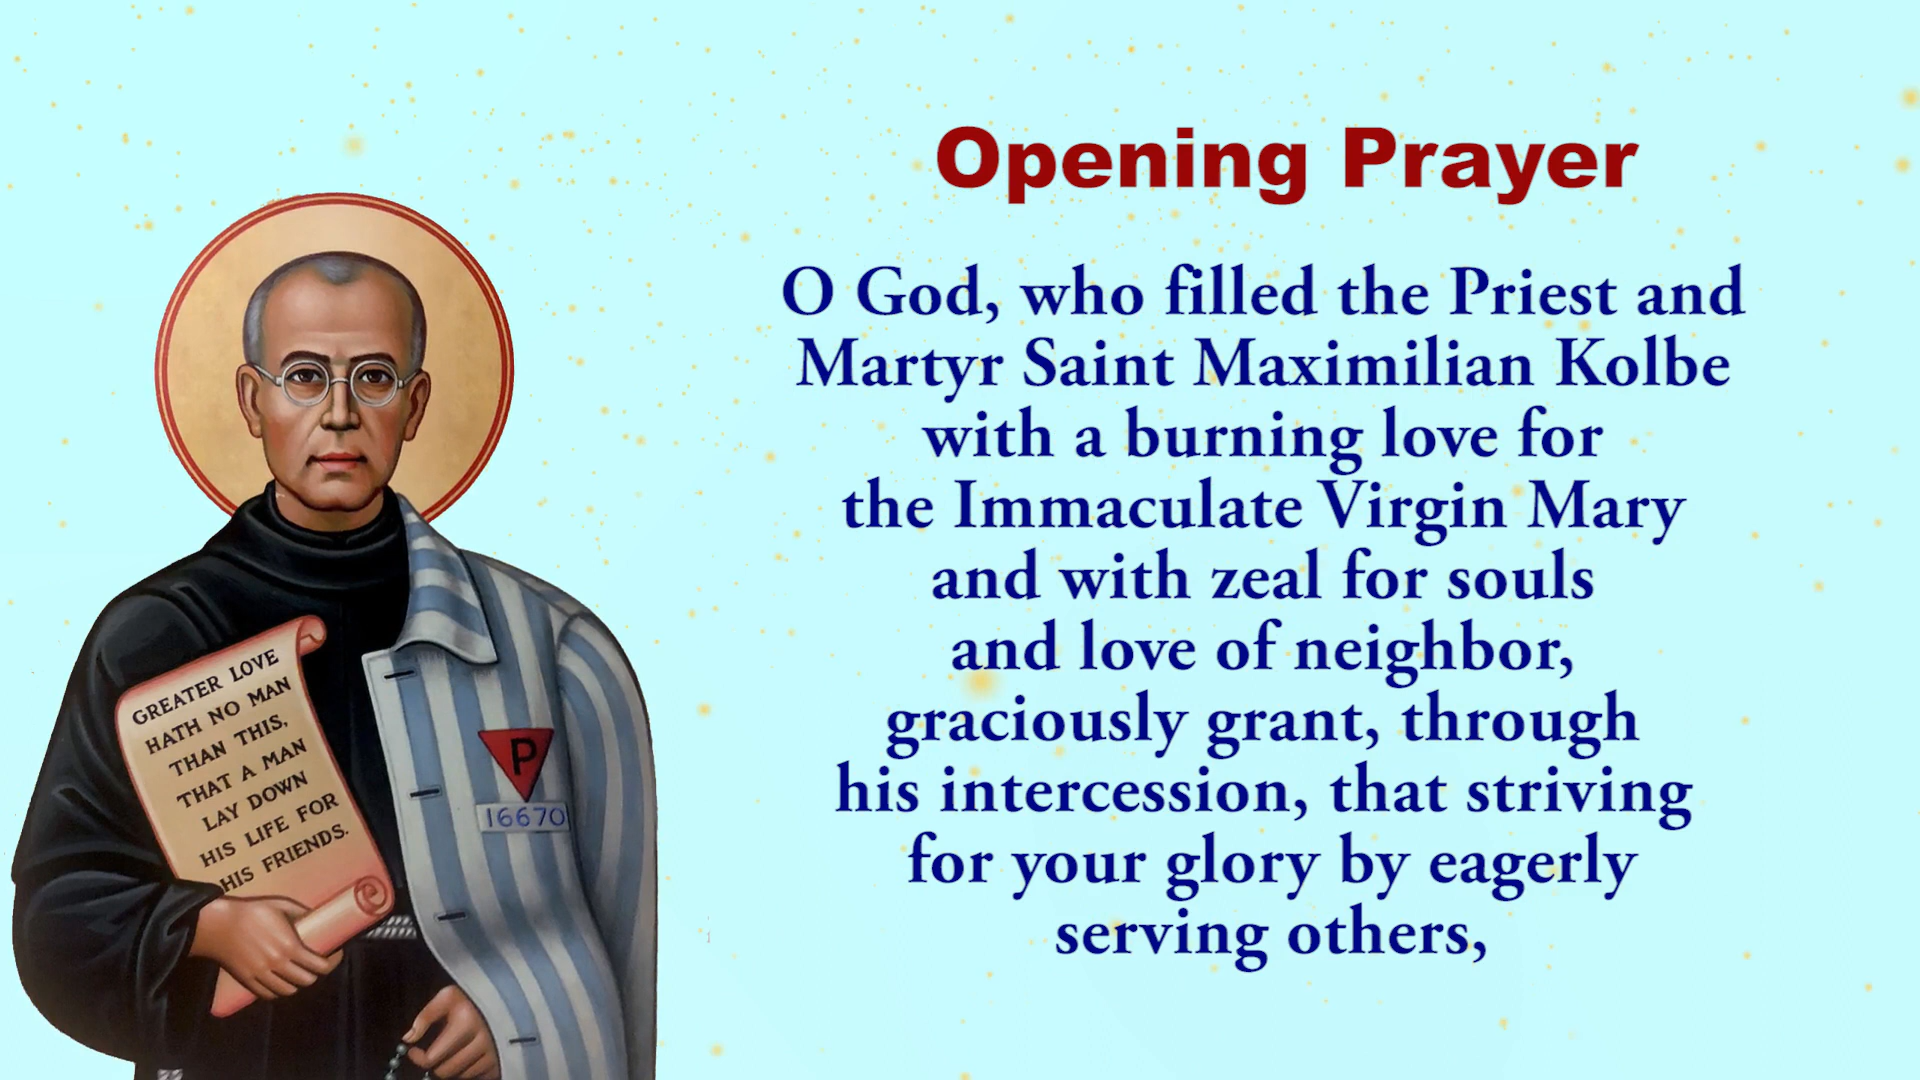 Opening Prayer
O God, who filled the Priest and
Martyr Saint Maximilian Kolbe
with a burning love for
the Immaculate Virgin Mary
and with zeal for souls
and love of neighbor,
graciously grant, through
his intercession, that striving
for your glory by eagerly
serving others,
GREATER LOVE
HATH NO MAN
THAN THIS,
THAT A MAN
LAY DOWN
HIS LIFE FOR
HIS FRIENDS.
P
16670